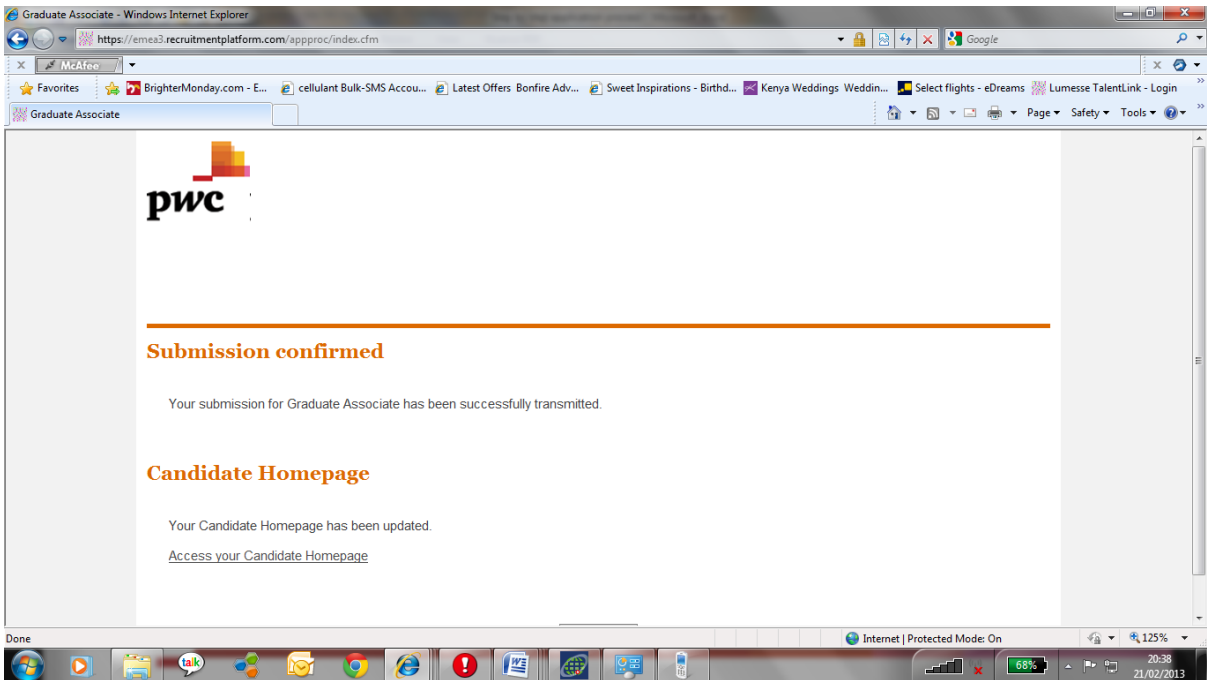 Graduate Associate - Windows Internet Explorer
https://emea3.recruitmentplatform.com/appproc/index.cfm
Google
X McAfee
Favorites BrighterMonday.com - E... cellulant Bulk-SMS Accou... Latest Offers Bonfire Adv... Sweet Inspirations - Birthd... Kenya Weddings Weddin... Select flights - eDreams Lumesse TalentLink - Login
Graduate Associate
Page Safety Tools
pwc
Submission confirmed
Your submission for Graduate Associate has been successfully transmitted.
Candidate Homepage
Your Candidate Homepage has been updated.
Access your Candidate Homepage
Done
Internet | Protected Mode: On
125%
talk
68%
20:38
21/02/2013